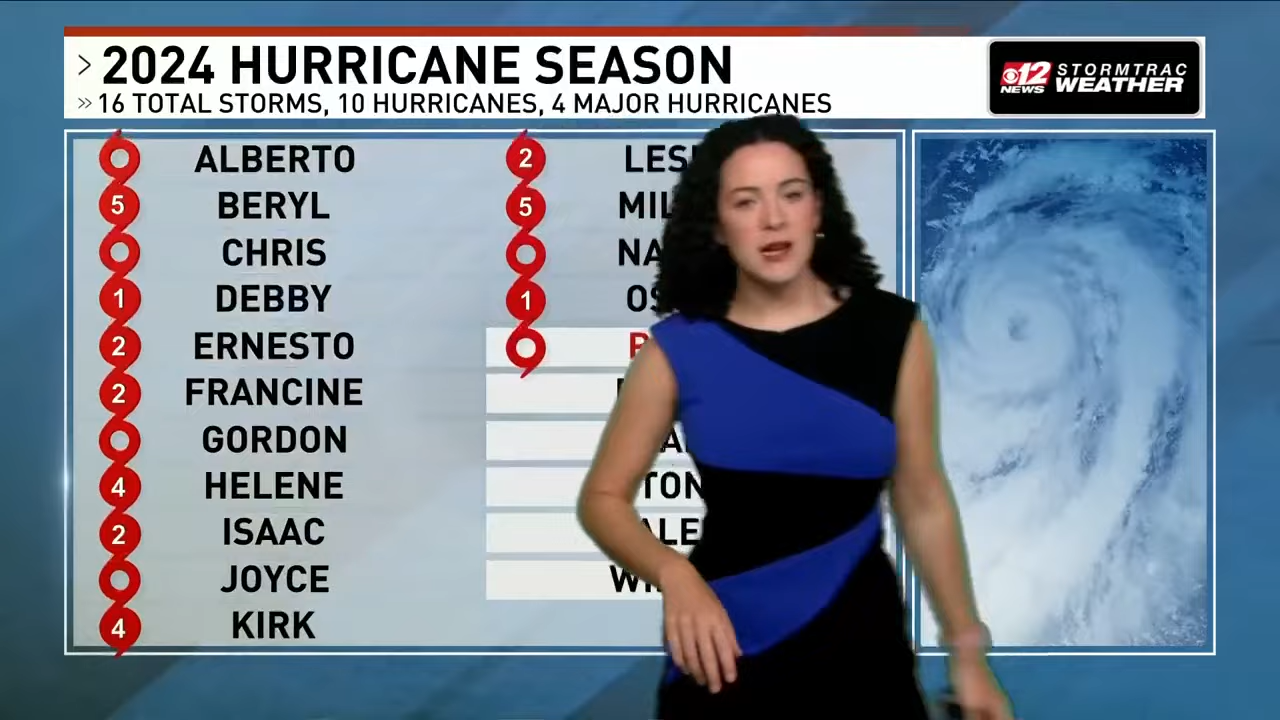 > 2024 HURRICANE SEASON
» 16 TOTAL STORMS, 10 HURRICANES, 4 MAJOR HURRICANES
CBS 12 NEWS STORMTRAC WEATHER
ALBERTO
5 BERYL
CHRIS
1 DEBBY
2 ERNESTO
2 FRANCINE
GORDON
4 HELENE
2 ISAAC
JOYCE
4 KIRK
2
5
1